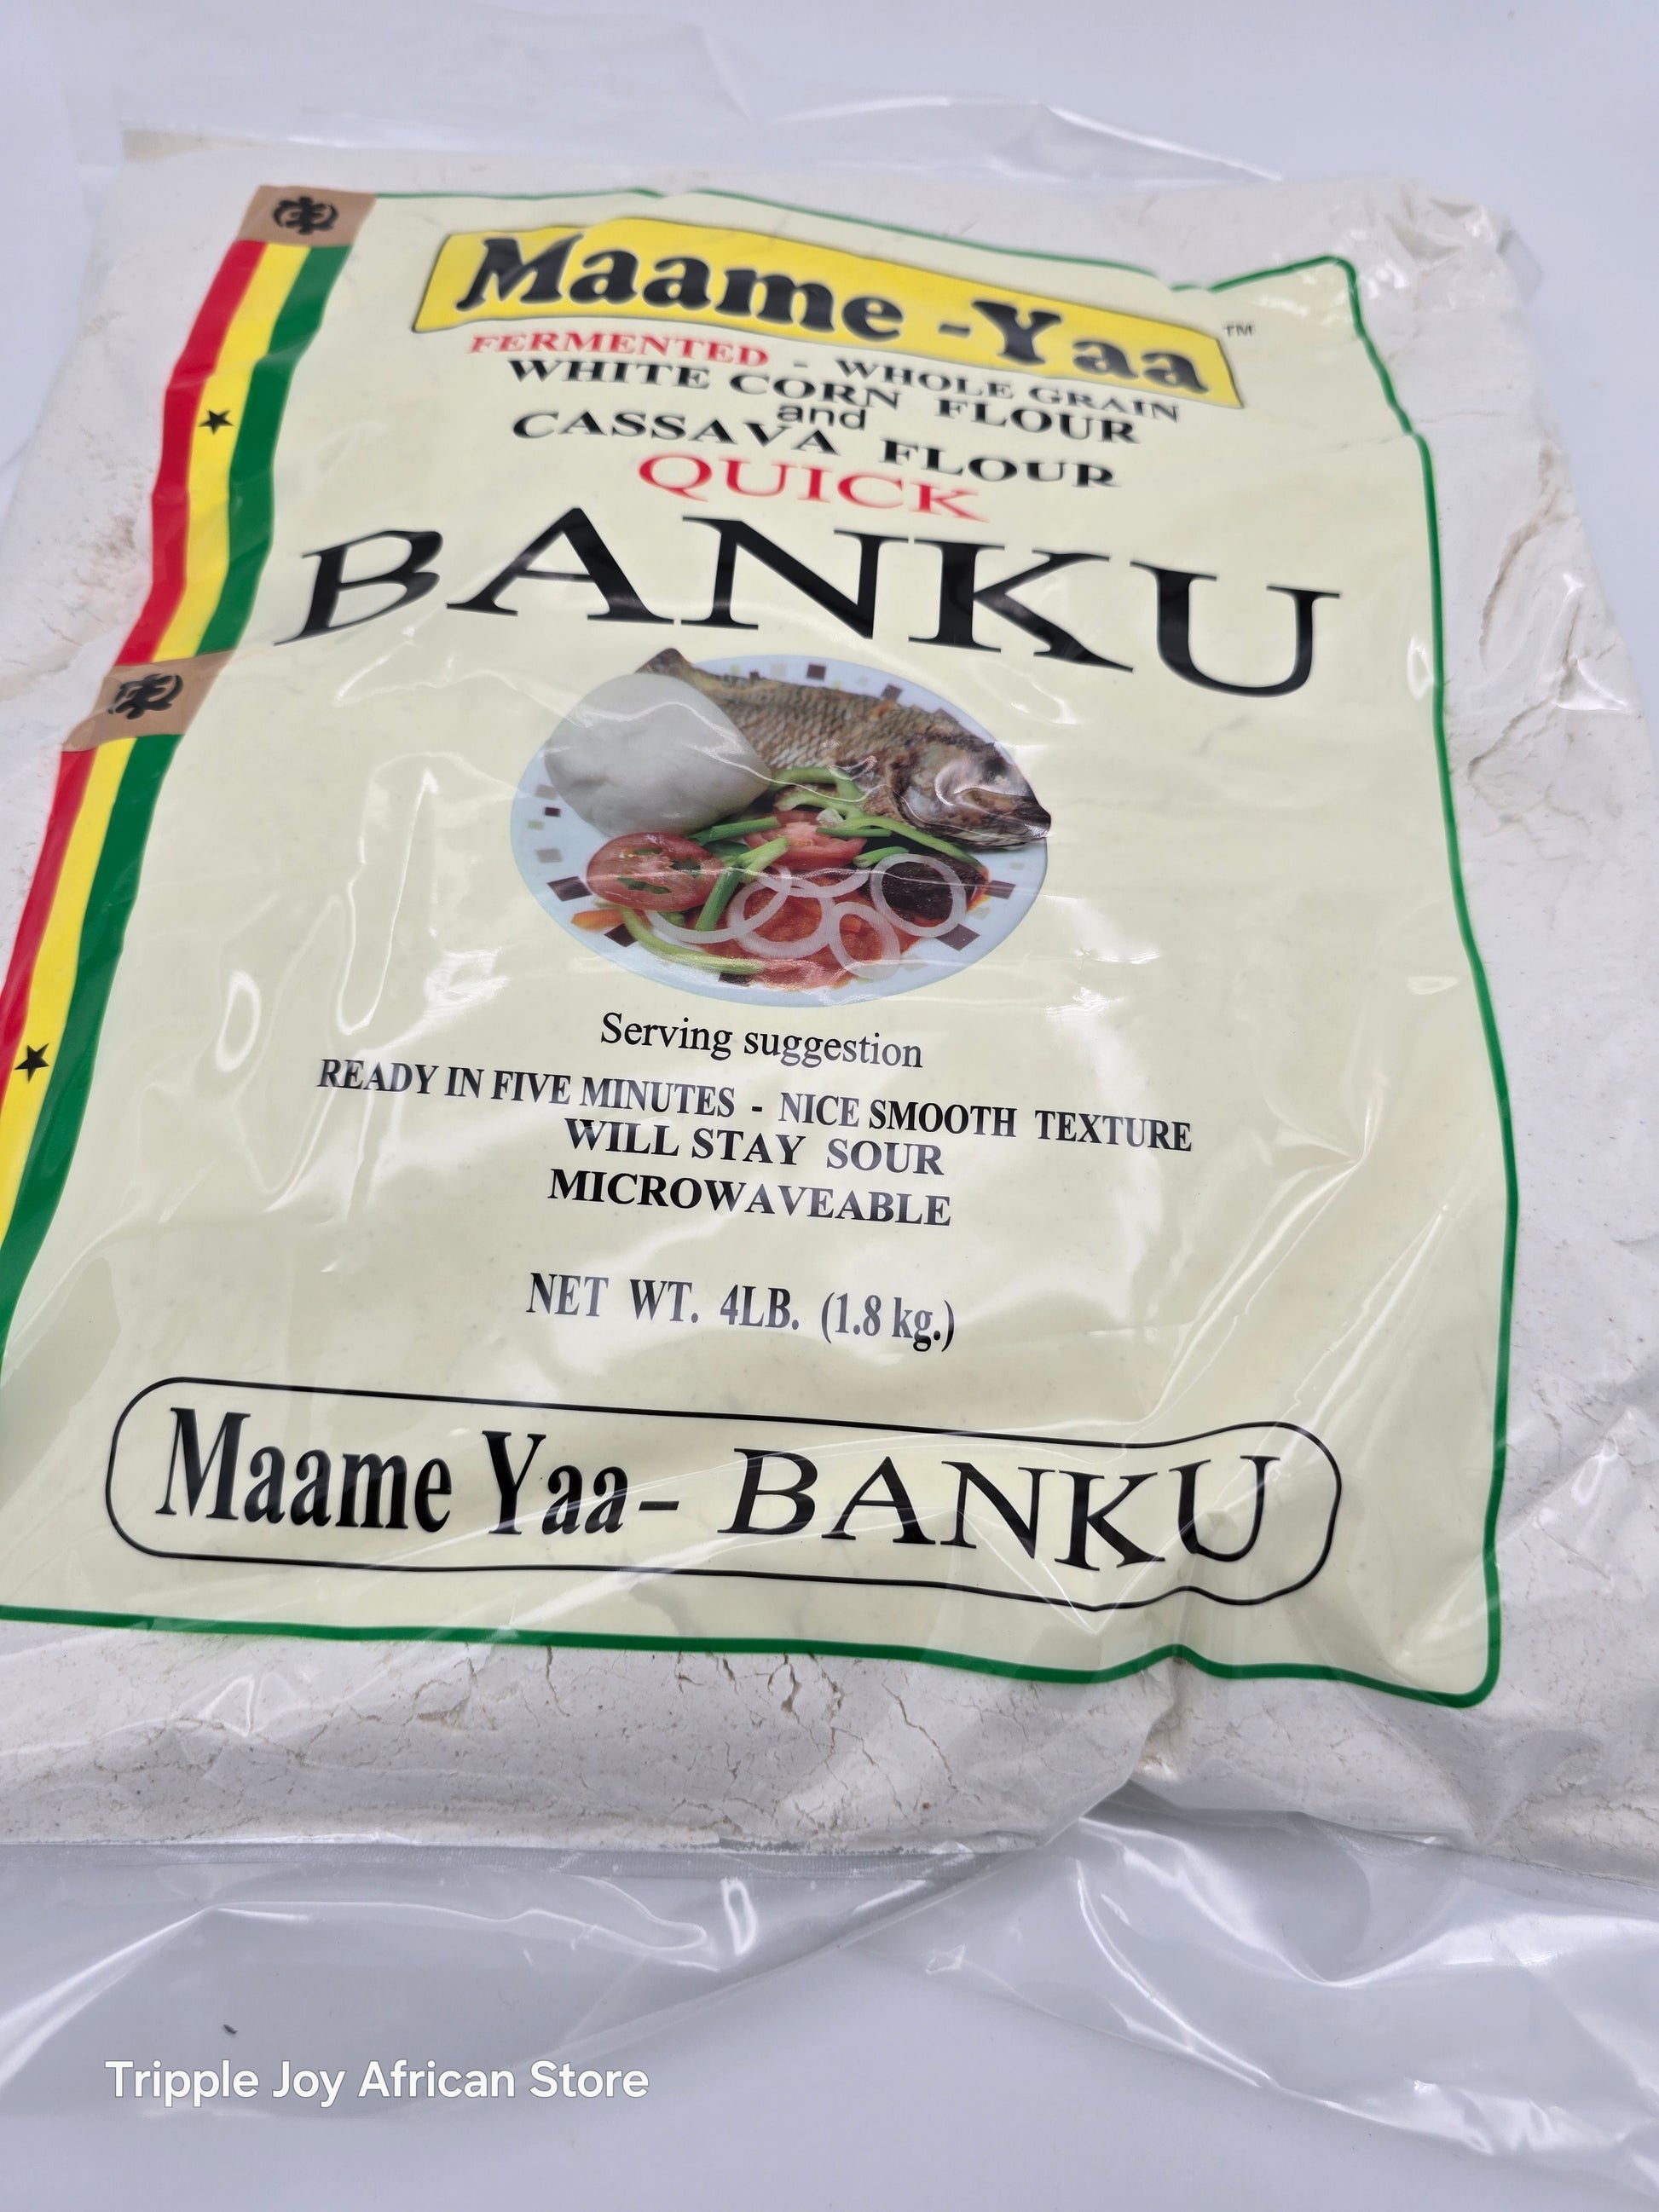 Maame-Yaa™
FERMENTED - WHOLE GRAIN
WHITE CORN FLOUR
and
CASSAVA FLOUR
QUICK
BANKU
Serving suggestion
READY IN FIVE MINUTES - NICE SMOOTH TEXTURE
WILL STAY SOUR
MICROWAVEABLE
NET WT. 4LB. (1.8 kg.)
Maame Yaa- BANKU
Tripple Joy African Store